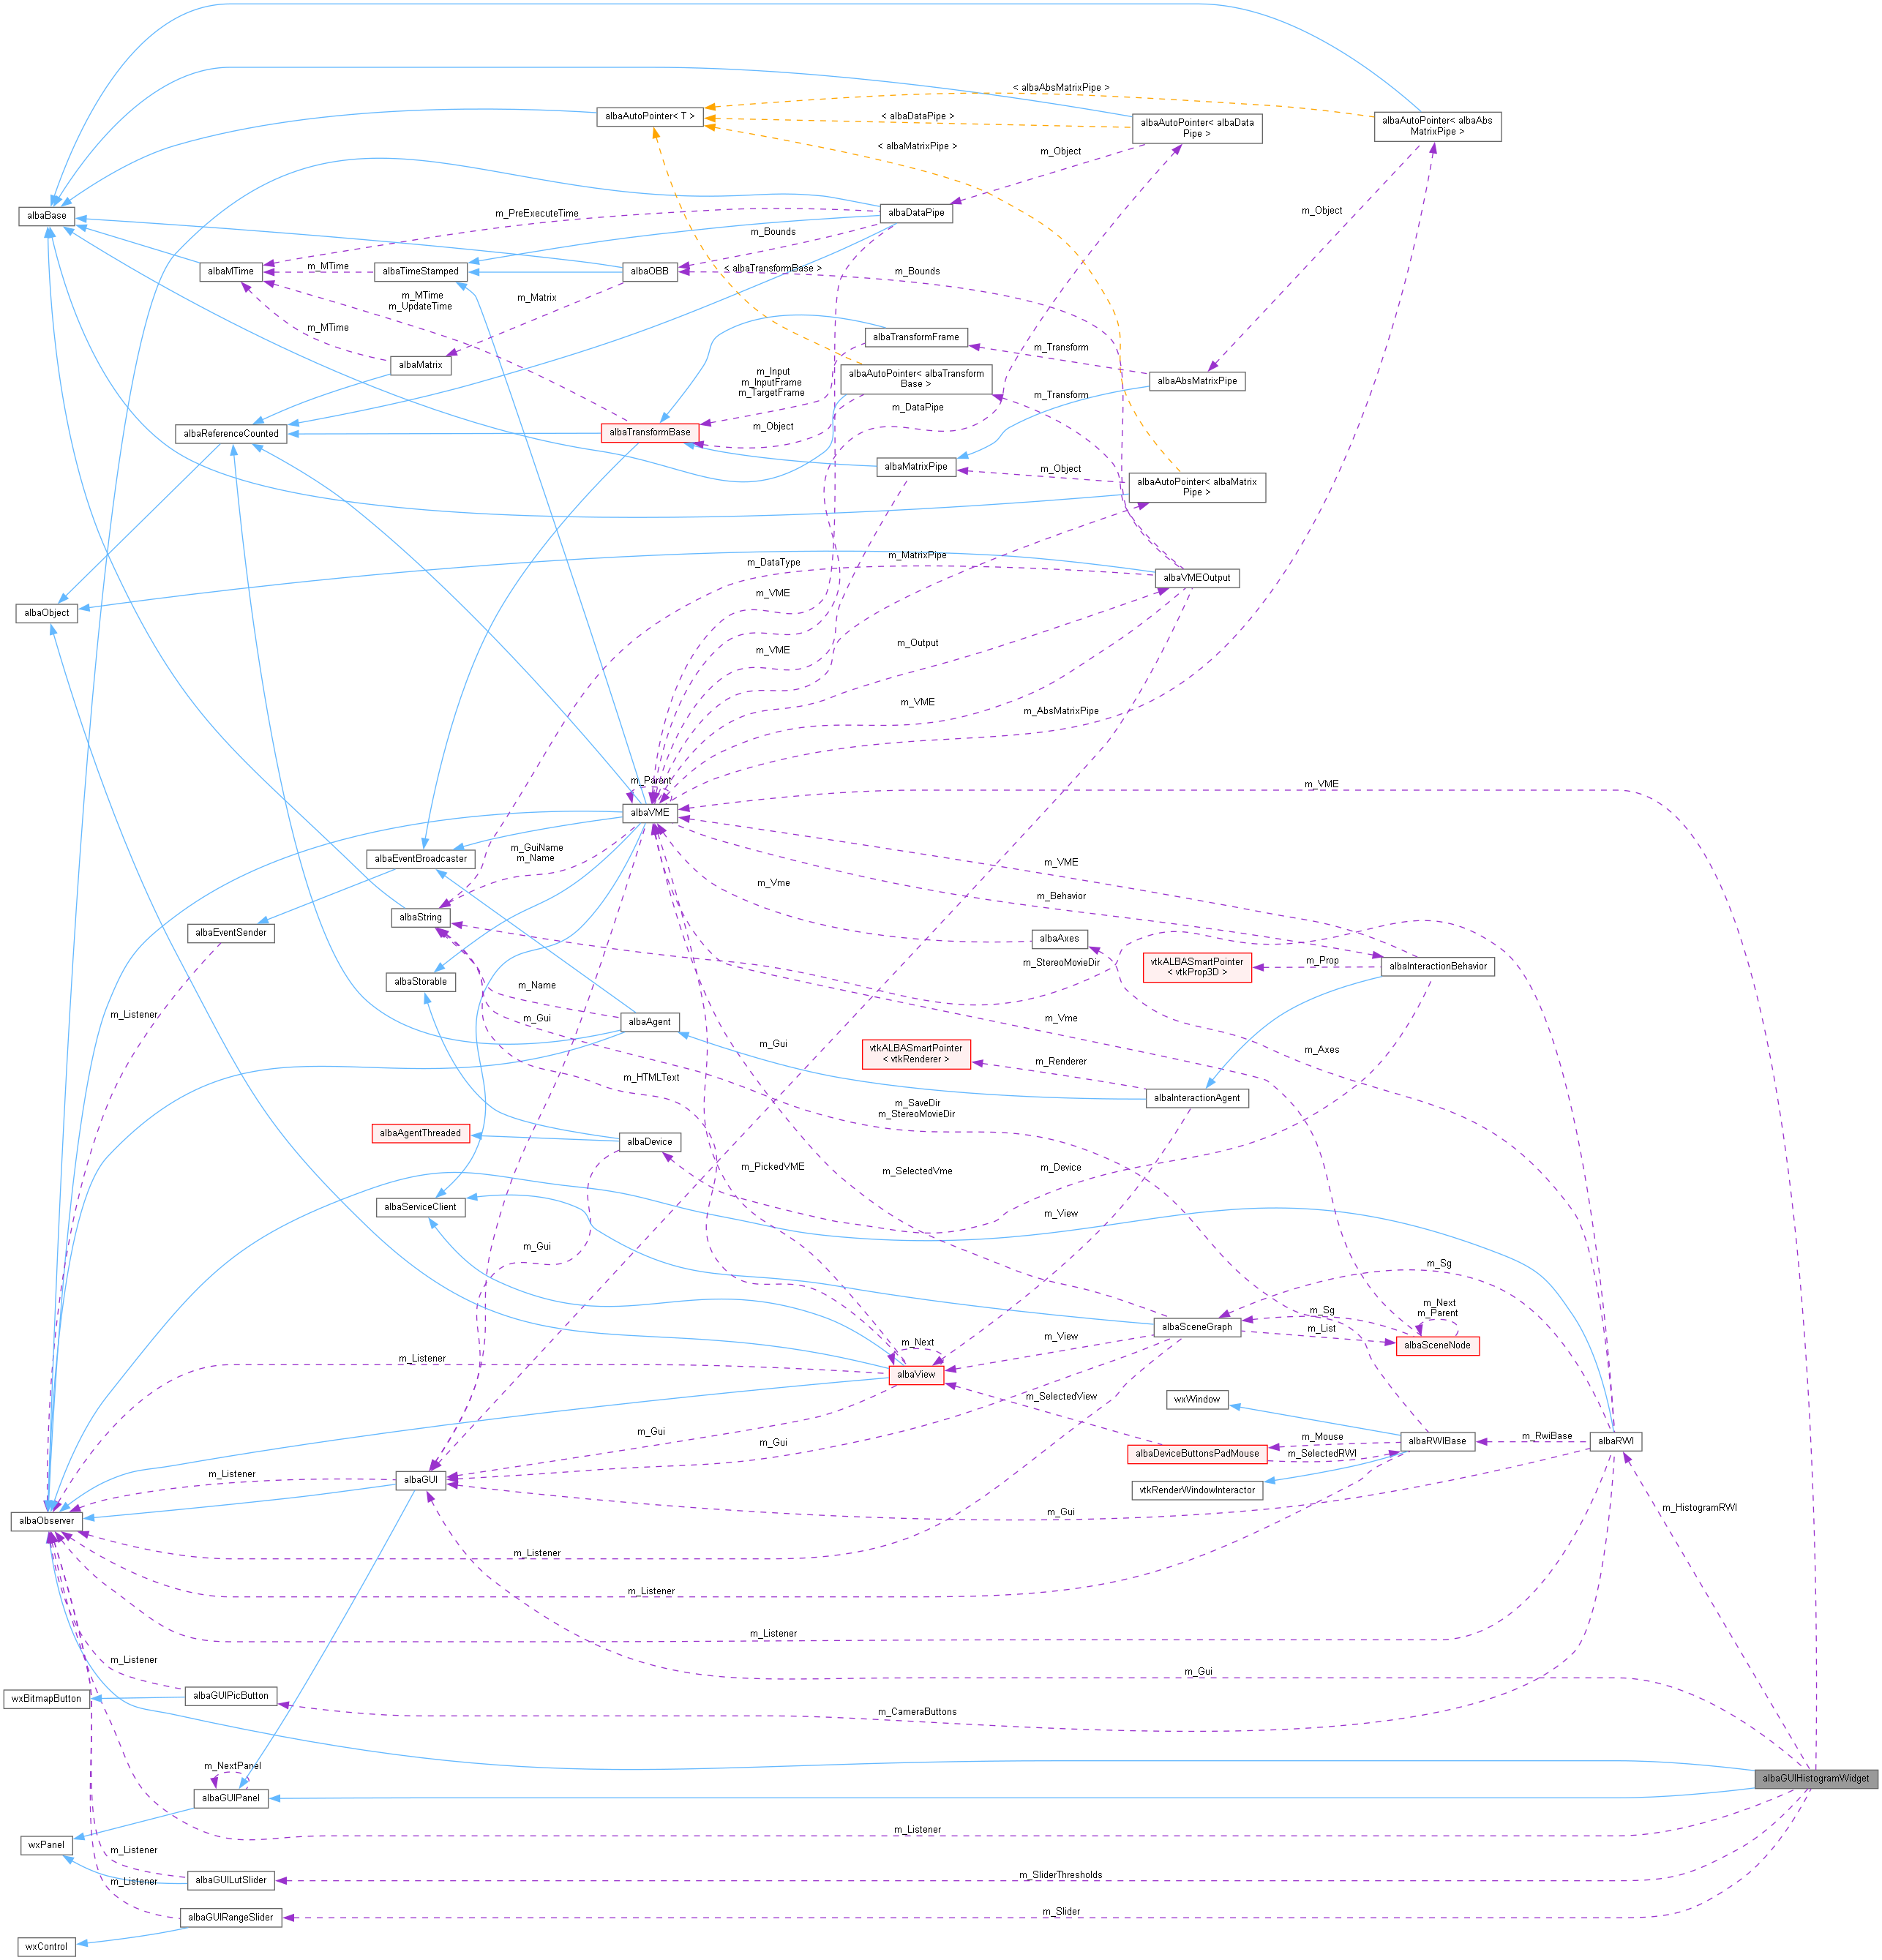 < albaAbsMatrixPipe >
albaAutoPointer< T >
< albaDataPipe >
albaAutoPointer< albaData
Pipe >
albaAutoPointer< albaAbs
MatrixPipe >
< albaMatrixPipe >
m_Object
albaBase
m_PreExecuteTime
albaDataPipe
m_Object
m_Bounds
albaMTime
m_MTime
albaTimeStamped
albaOBB
< albaTransformBase >
m_Bounds
m_MTime
m_UpdateTime
m_Matrix
m_MTime
albaTransformFrame
m_Transform
albaMatrix
m_Input
m_InputFrame
m_TargetFrame
albaAutoPointer< albaTransform
Base >
albaAbsMatrixPipe
m_Transform
m_DataPipe
albaReferenceCounted
albaTransformBase
m_Object
albaMatrixPipe
m_Object
albaAutoPointer< albaMatrix
Pipe >
m_DataType
m_MatrixPipe
albaVMEOutput
m_VME
albaObject
m_VME
m_Output
m_VME
m_AbsMatrixPipe
m_Parent
m_VME
albaVME
m_GuiName
m_Name
albaEventBroadcaster
m_VME
m_Vme
m_Behavior
albaString
albaEventSender
albaAxes
m_StereoMovieDir
vtkALBASmartPointer
< vtkProp3D >
m_Prop
albaInteractionBehavior
albaStorable
m_Name
m_Listener
m_Gui
albaAgent
m_Vme
m_Gui
vtkALBASmartPointer
< vtkRenderer >
m_Renderer
m_Axes
m_HTMLText
albaInteractionAgent
m_SaveDir
m_StereoMovieDir
albaAgentThreaded
albaDevice
m_PickedVME
m_SelectedVme
m_Device
albaServiceClient
m_View
m_Gui
m_Sg
m_Next
m_Parent
m_Sg
albaSceneGraph
m_List
albaSceneNode
m_Next
m_View
m_Listener
albaView
m_SelectedView
wxWindow
m_Gui
m_Gui
albaDeviceButtonsPadMouse
m_Mouse
m_SelectedRWI
albaRWIBase
m_RwiBase
albaRWI
m_Listener
albaGUI
vtkRenderWindowInteractor
m_HistogramRWI
albaObserver
m_Gui
m_Listener
m_Listener
m_Listener
m_Listener
m_Gui
wxBitmapButton
albaGUIPicButton
m_CameraButtons
m_NextPanel
albaGUIHistogramWidget
albaGUIPanel
m_Listener
wxPanel
m_Listener
m_SliderThresholds
albaGUILutSlider
m_Listener
m_Slider
albaGUIRangeSlider
wxControl